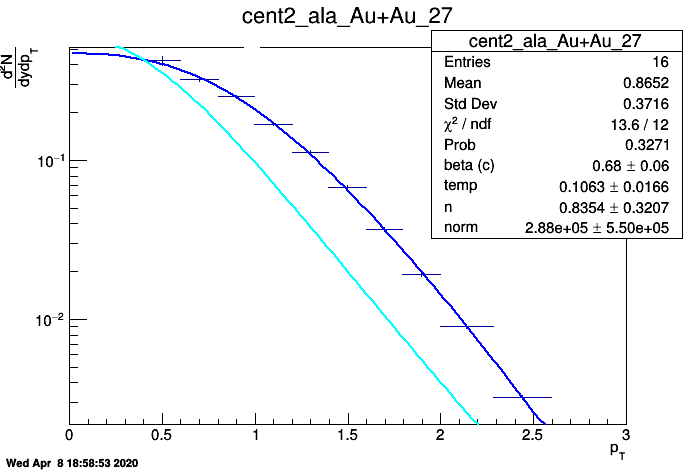 cent2_ala_Au+Au_27
d²N
dydp_T
cent2_ala_Au+Au_27
Entries 16
Mean 0.8652
Std Dev 0.3716
χ² / ndf 13.6 / 12
Prob 0.3271
beta (c) 0.68 ± 0.06
temp 0.1063 ± 0.0166
n 0.8354 ± 0.3207
norm 2.88e+05 ± 5.50e+05
10⁻¹
10⁻²
0 0.5 1 1.5 2 2.5 3
p_T
Wed Apr 8 18:58:53 2020